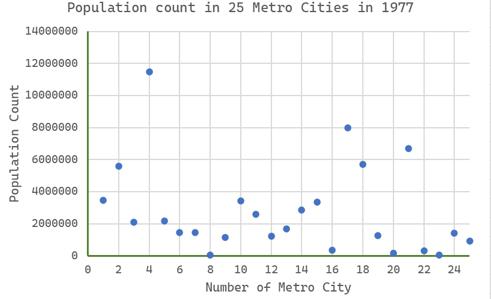 Population count in 25 Metro Cities in 1977
14000000
12000000
10000000
8000000
6000000
4000000
2000000
0
Population Count
0 2 4 6 8 10 12 14 16 18 20 22 24
Number of Metro City